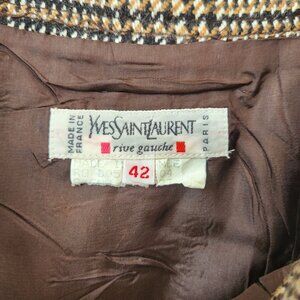 MADE IN FRANCE
YVESSAINTLAURENT
rive gauche
PARIS
42